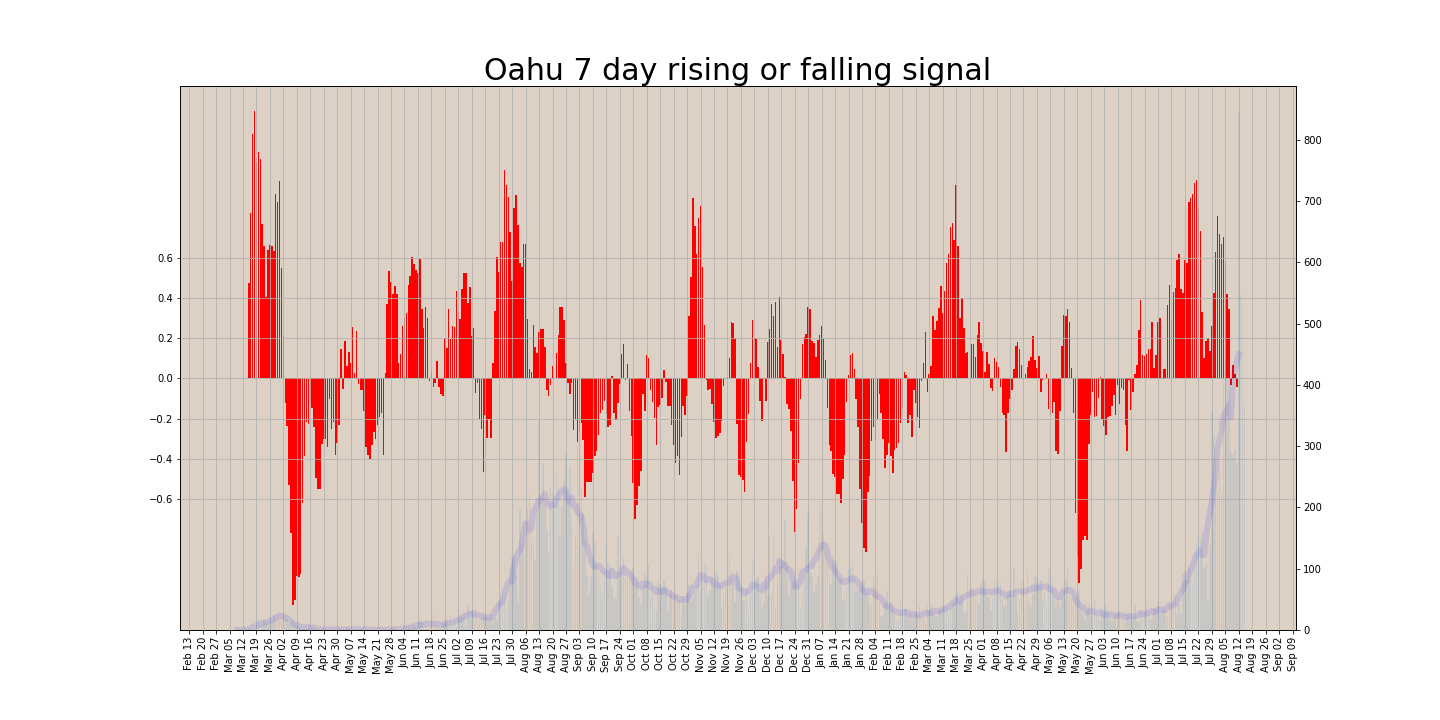 Oahu 7 day rising or falling signal
0.6
0.4
0.2
0.0
−0.2
−0.4
−0.6
800
700
600
500
400
300
200
100
0
Feb 13
Feb 20
Feb 27
Mar 05
Mar 12
Mar 19
Mar 26
Apr 02
Apr 09
Apr 16
Apr 23
Apr 30
May 07
May 14
May 21
May 28
Jun 04
Jun 11
Jun 18
Jun 25
Jul 02
Jul 09
Jul 16
Jul 23
Jul 30
Aug 06
Aug 13
Aug 20
Aug 27
Sep 03
Sep 10
Sep 17
Sep 24
Oct 01
Oct 08
Oct 15
Oct 22
Oct 29
Nov 05
Nov 12
Nov 19
Nov 26
Dec 03
Dec 10
Dec 17
Dec 24
Dec 31
Jan 07
Jan 14
Jan 21
Jan 28
Feb 04
Feb 11
Feb 18
Feb 25
Mar 04
Mar 11
Mar 18
Mar 25
Apr 01
Apr 08
Apr 15
Apr 22
Apr 29
May 06
May 13
May 20
May 27
Jun 03
Jun 10
Jun 17
Jun 24
Jul 01
Jul 08
Jul 15
Jul 22
Jul 29
Aug 05
Aug 12
Aug 19
Aug 26
Sep 02
Sep 09